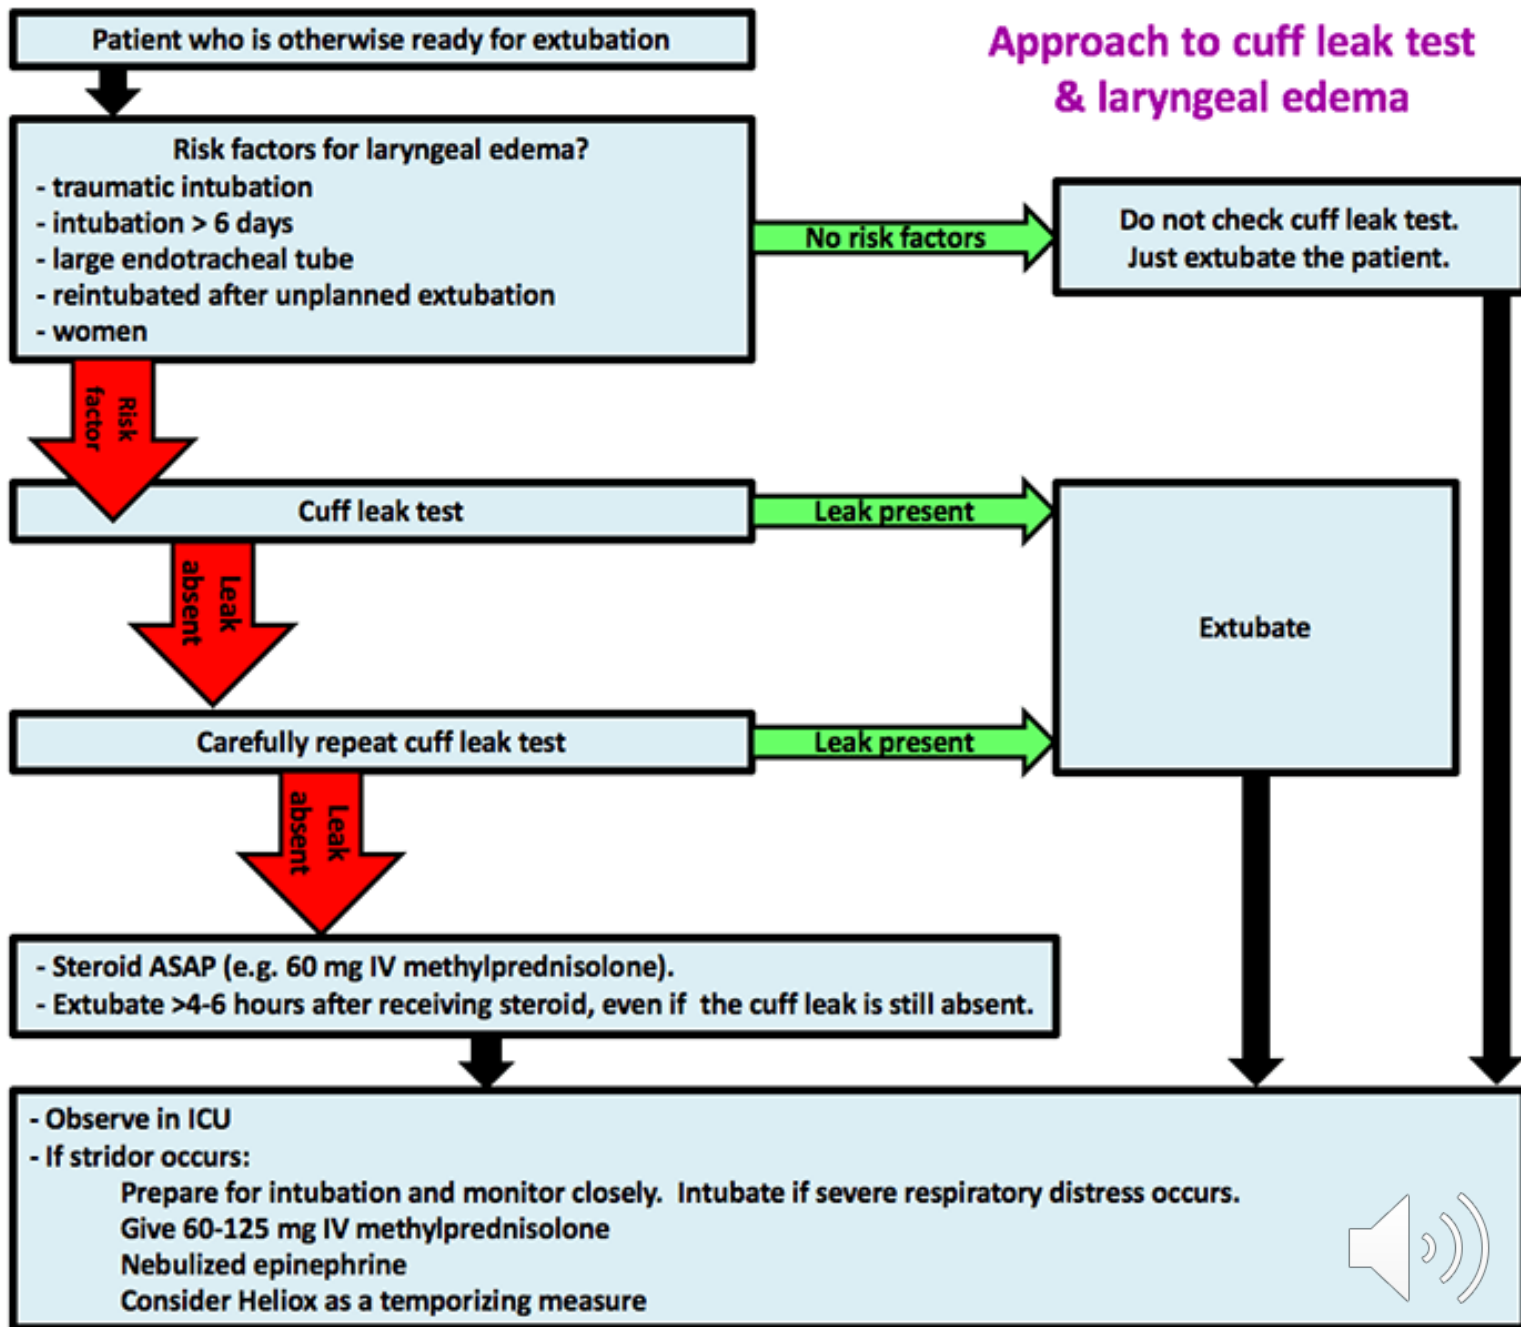 Approach to cuff leak test
& laryngeal edema
Patient who is otherwise ready for extubation
Risk factors for laryngeal edema?
- traumatic intubation
- intubation > 6 days
- large endotracheal tube
- reintubated after unplanned extubation
- women
No risk factors
Do not check cuff leak test.
Just extubate the patient.
Risk
factor
Cuff leak test
Leak present
Extubate
Leak
absent
Carefully repeat cuff leak test
Leak present
Leak
absent
- Steroid ASAP (e.g. 60 mg IV methylprednisolone).
- Extubate >4-6 hours after receiving steroid, even if the cuff leak is still absent.
- Observe in ICU
- If stridor occurs:
Prepare for intubation and monitor closely. Intubate if severe respiratory distress occurs.
Give 60-125 mg IV methylprednisolone
Nebulized epinephrine
Consider Heliox as a temporizing measure